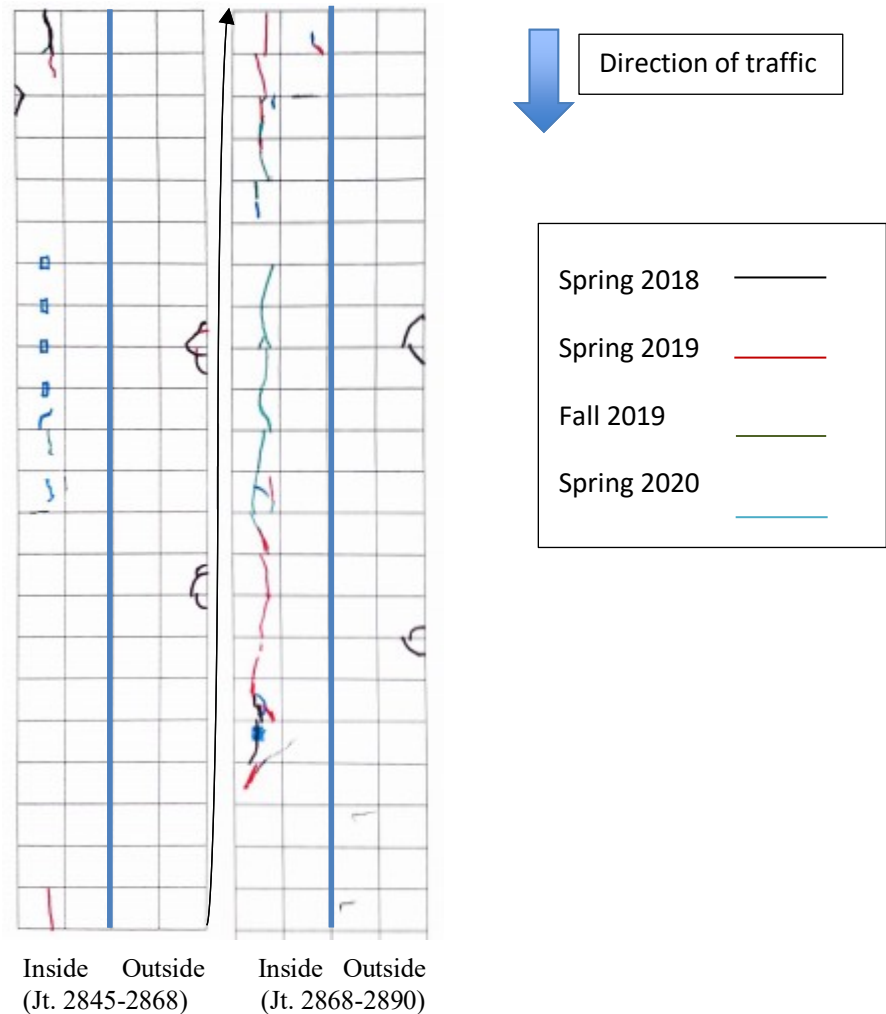 Direction of traffic
Spring 2018
Spring 2019
Fall 2019
Spring 2020
Inside Outside
(Jt. 2845-2868)
Inside Outside
(Jt. 2868-2890)